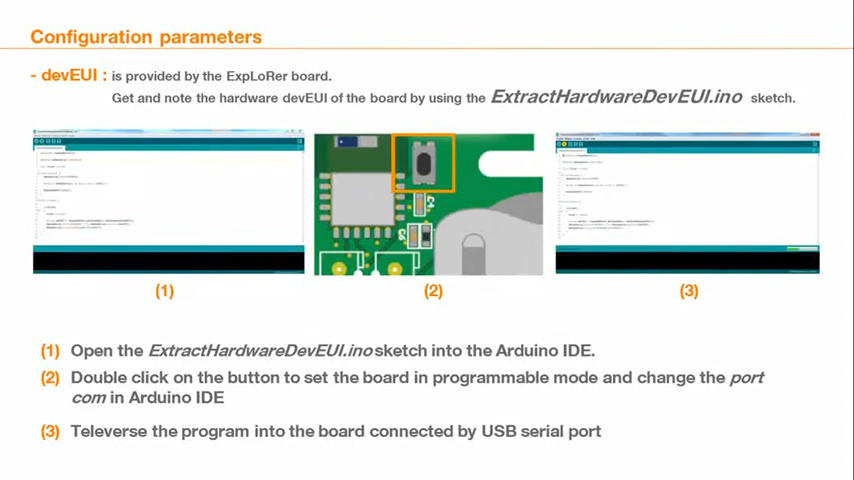 Configuration parameters
- devEUI : is provided by the ExpLoRer board.
Get and note the hardware devEUI of the board by using the ExtractHardwareDevEUI.ino sketch.
C4
C6
(1)
(2)
(3)
(1) Open the ExtractHardwareDevEUI.ino sketch into the Arduino IDE.
(2) Double click on the button to set the board in programmable mode and change the port
com in Arduino IDE
(3) Televerse the program into the board connected by USB serial port